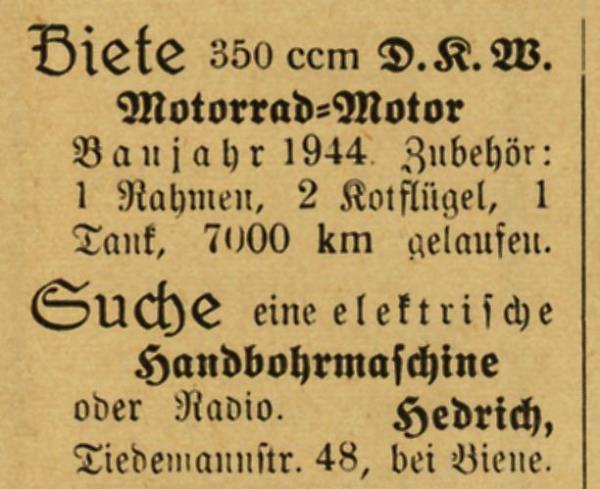 Biete 350 ccm D.K.W.
Motorrad-Motor
Baujahr 1944. Zubehör:
1 Rahmen, 2 Kotflügel, 1
Tank, 7000 km gelaufen.
Suche eine elektrische
Handbohrmaschine
oder Radio. Hedrich,
Tiedemannstr. 48, bei Biene.